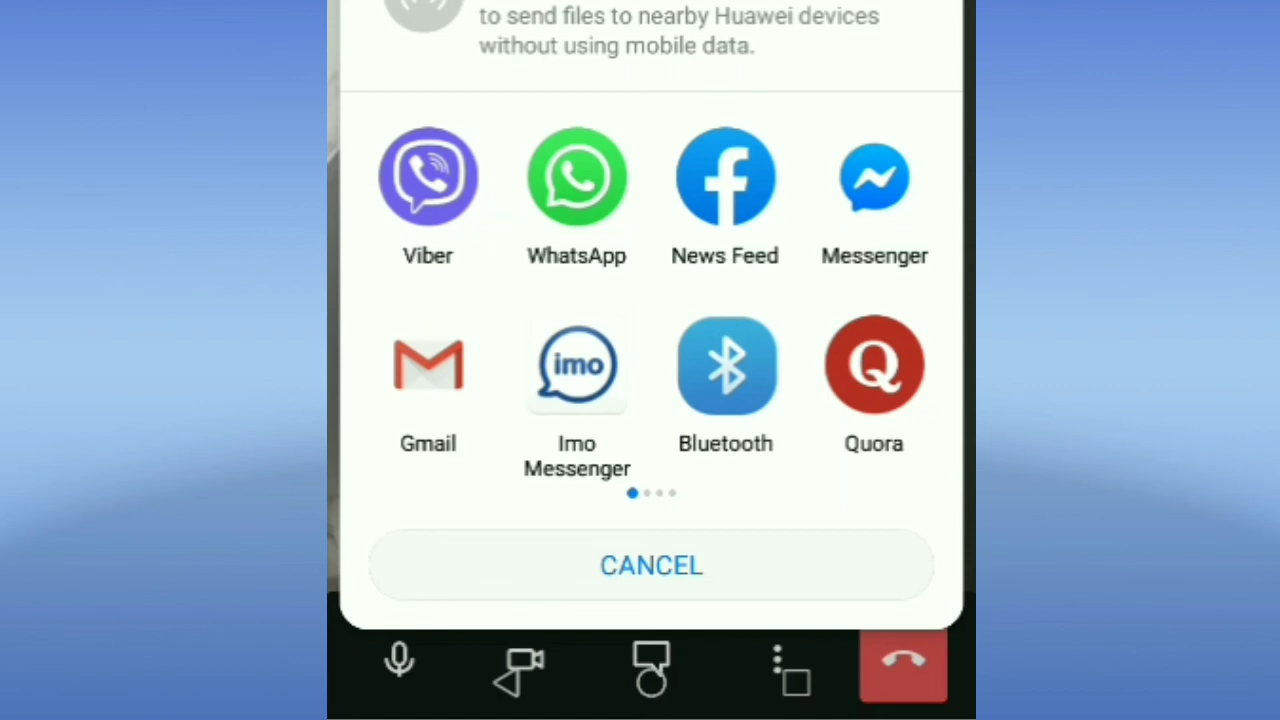 to send files to nearby Huawei devices
without using mobile data.
Viber WhatsApp News Feed Messenger
imo
Q
Gmail Imo Messenger Bluetooth Quora
CANCEL